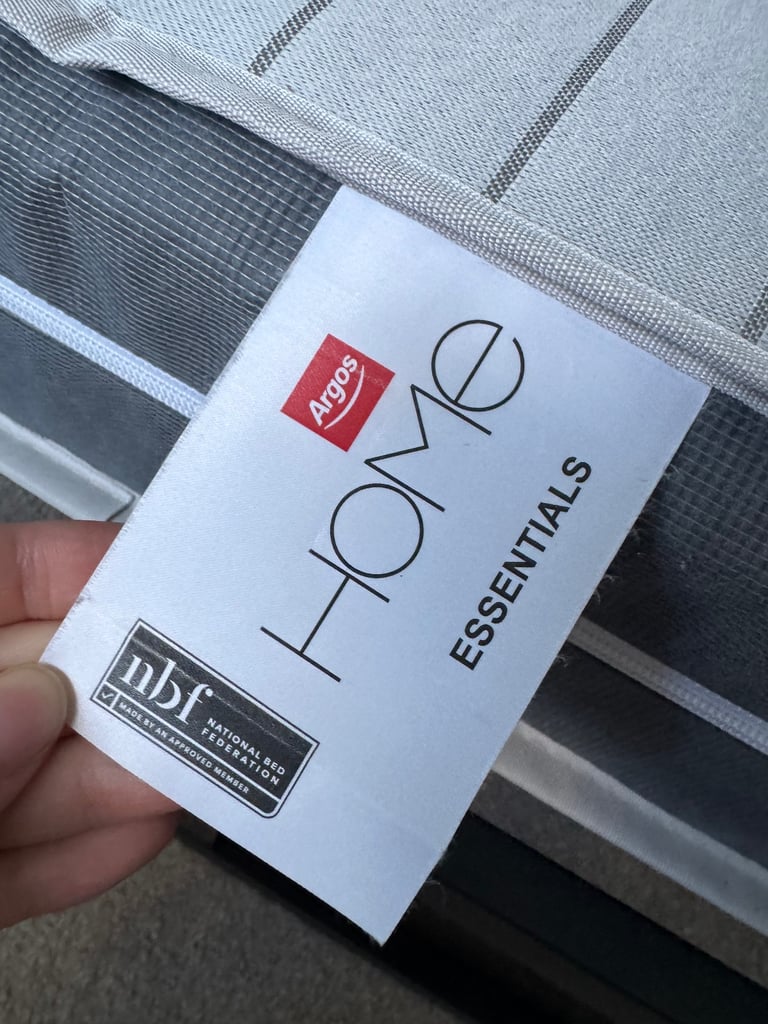 Argos
HOME
ESSENTIALS
nbf
NATIONAL BED
FEDERATION
MADE BY AN APPROVED MEMBER